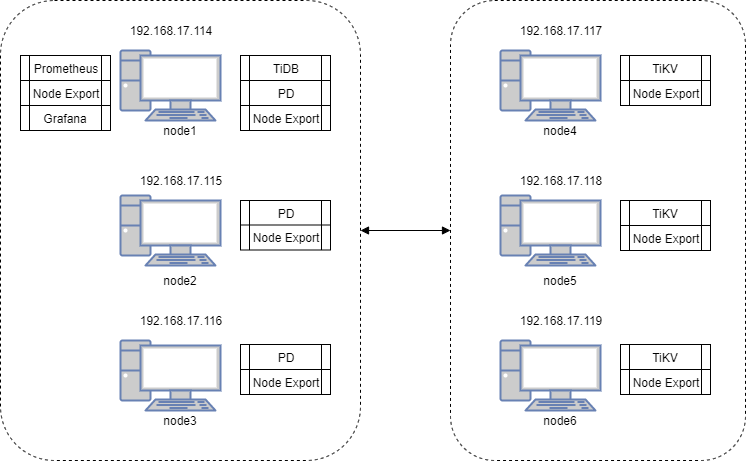 192.168.17.114
Prometheus
Node Export
Grafana
TiDB
PD
Node Export
node1
192.168.17.115
PD
Node Export
node2
192.168.17.116
PD
Node Export
node3
192.168.17.117
TiKV
Node Export
node4
192.168.17.118
TiKV
Node Export
node5
192.168.17.119
TiKV
Node Export
node6